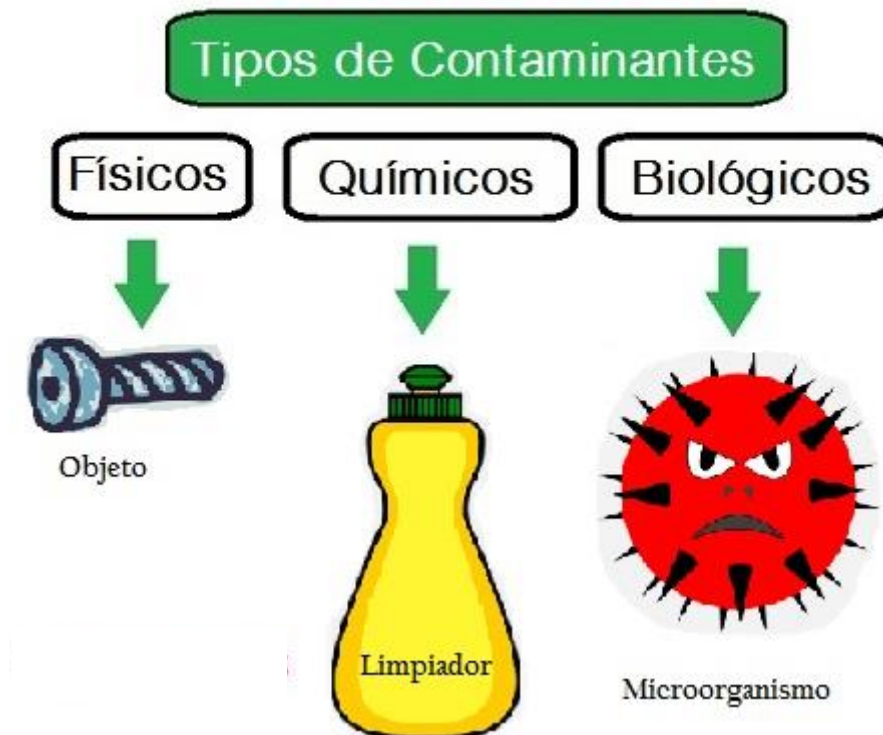 Tipos de Contaminantes
Físicos
Químicos
Biológicos
Objeto
Limpiador
Microorganismo